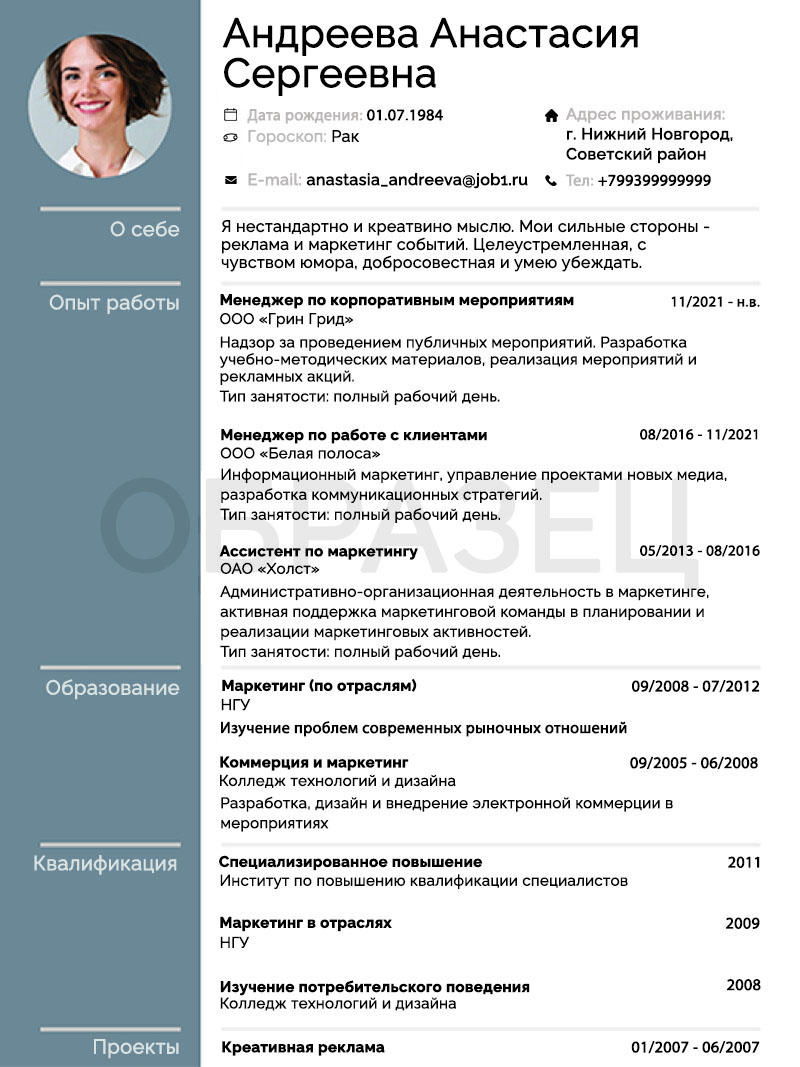 Андреева Анастасия
Сергеевна
Дата рождения: 01.07.1984
Гороскоп: Рак
Адрес проживания:
г. Нижний Новгород,
Советский район
E-mail: anastasia_andreeva@job1.ru
Тел: +799399999999
О себе
Я нестандартно и креатвино мыслю. Мои сильные стороны -
реклама и маркетинг событий. Целеустремленная, с
чувством юмора, добросовестная и умею убеждать.
Опыт работы
Менеджер по корпоративным мероприятиям 11/2021 - н.в.
ООО «Грин Грид»
Надзор за проведением публичных мероприятий. Разработка
учебно-методических материалов, реализация мероприятий и
рекламных акций.
Тип занятости: полный рабочий день.
Менеджер по работе с клиентами 08/2016 - 11/2021
ООО «Белая полоса»
Информационный маркетинг, управление проектами новых медиа,
разработка коммуникационных стратегий.
Тип занятости: полный рабочий день.
ОБРАЗЕЦ
Ассистент по маркетингу 05/2013 - 08/2016
ОАО «Холст»
Административно-организационная деятельность в маркетинге,
активная поддержка маркетинговой команды в планировании и
реализации маркетинговых активностей.
Тип занятости: полный рабочий день.
Образование
Маркетинг (по отраслям) 09/2008 - 07/2012
НГУ
Изучение проблем современных рыночных отношений
Коммерция и маркетинг 09/2005 - 06/2008
Колледж технологий и дизайна
Разработка, дизайн и внедрение электронной коммерции в
мероприятиях
Квалификация
Специализированное повышение 2011
Институт по повышению квалификации специалистов
Маркетинг в отраслях 2009
НГУ
Изучение потребительского поведения 2008
Колледж технологий и дизайна
Проекты
Креативная реклама 01/2007 - 06/2007